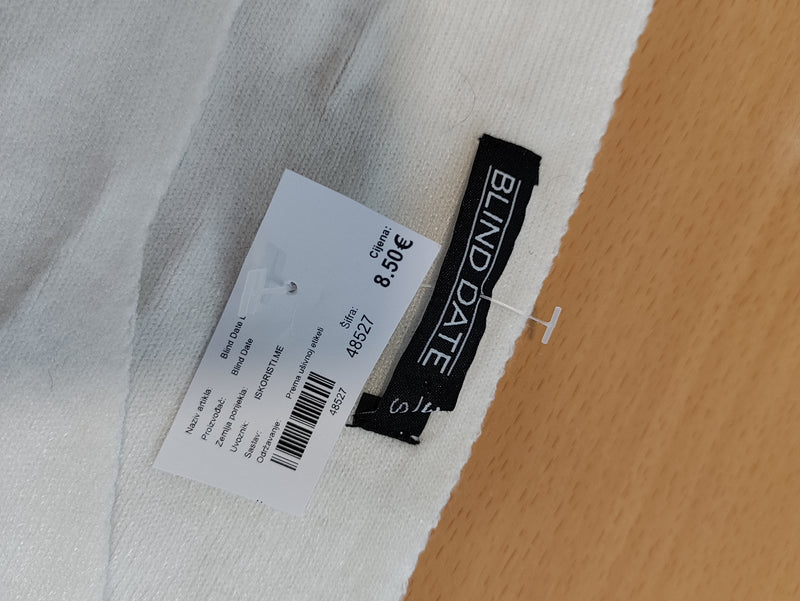 BLIND DATE
Naziv artikla Blind Date
Proizvođač: Blind Date
Zemlja porijekla:
Uvoznik: ISKORISTI.ME
Sastav:
Održavanje Prema ušivnoj etiketi
48527
Šifra:
48527
Cijena:
8.50€